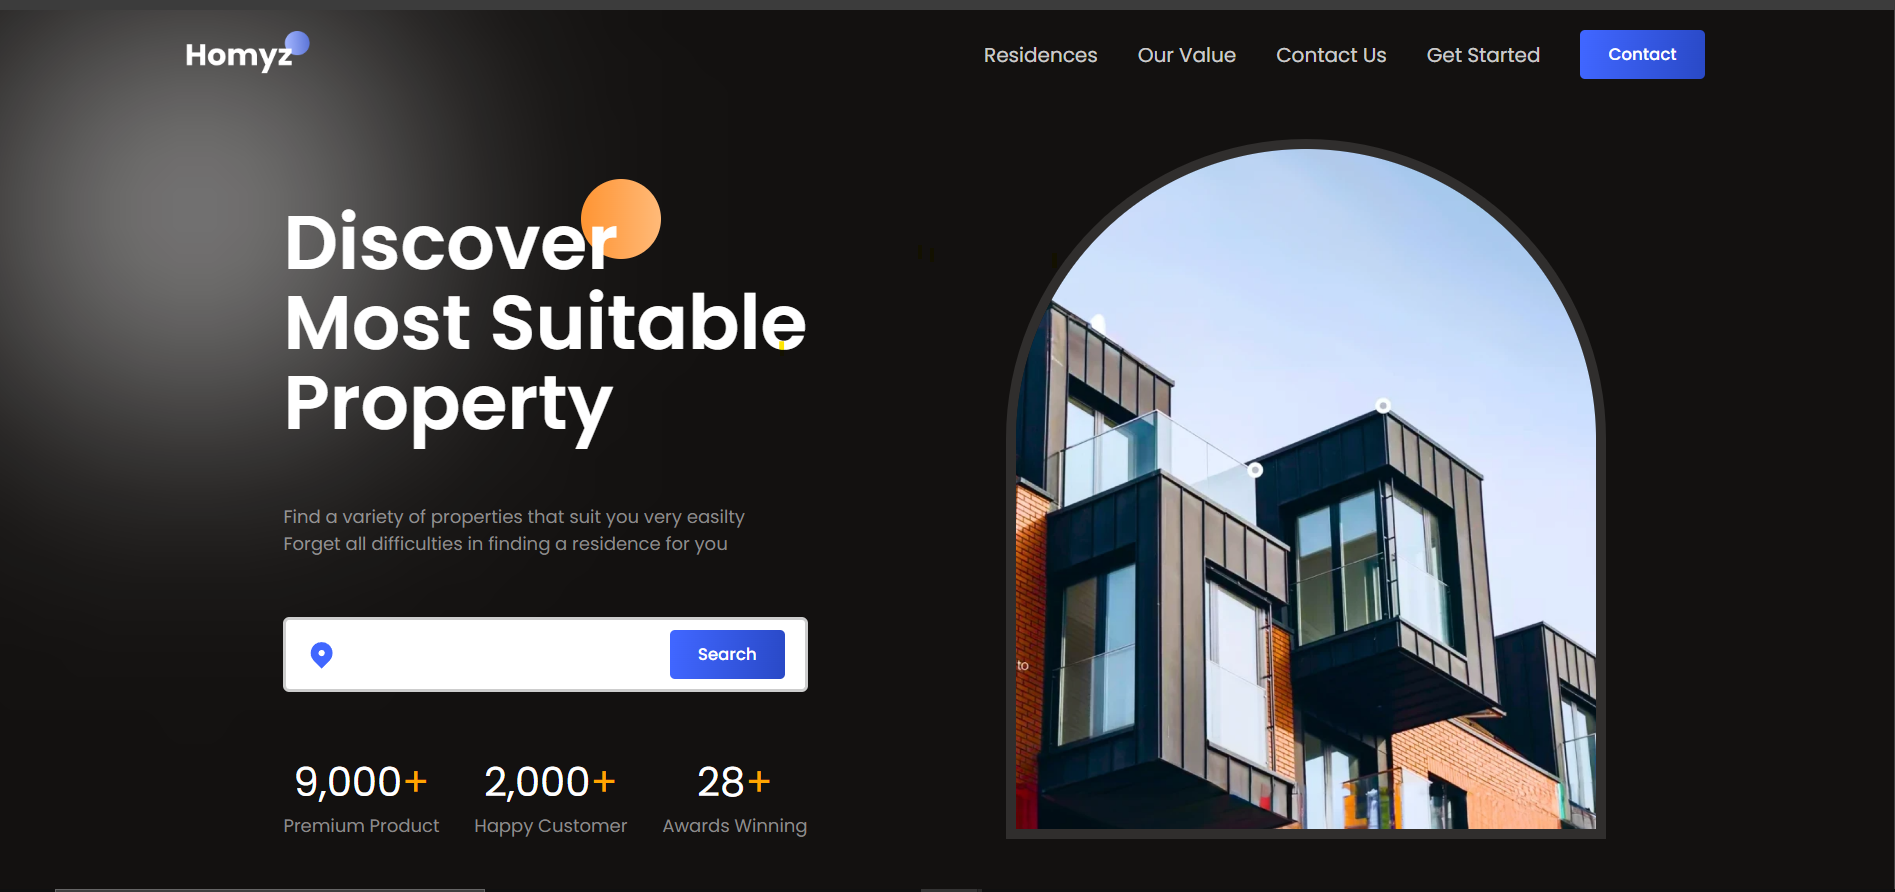 Homyz
Residences
Our Value
Contact Us
Get Started
Contact
Discover
Most Suitable
Property
Find a variety of properties that suit you very easilty
Forget all difficulties in finding a residence for you
Search
9,000+
2,000+
28+
Premium Product
Happy Customer
Awards Winning
to